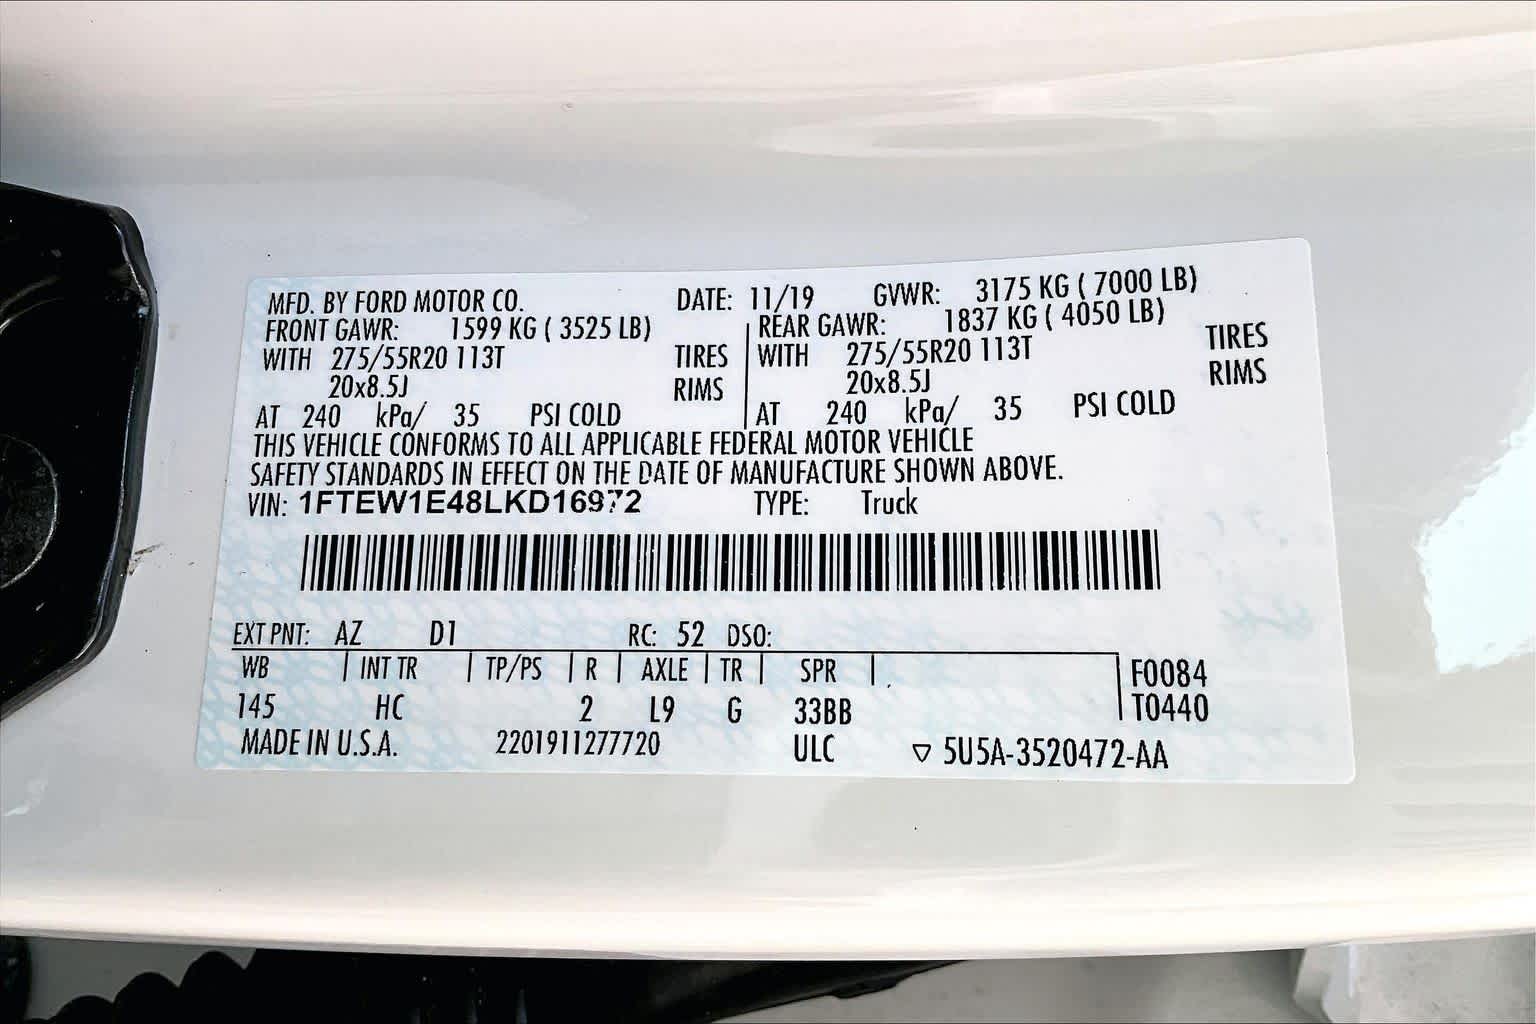 MFD. BY FORD MOTOR CO. DATE: 11/19 GVWR: 3175 KG ( 7000 LB)
FRONT GAWR: 1599 KG ( 3525 LB) REAR GAWR: 1837 KG ( 4050 LB)
WITH 275/55R20 113T TIRES WITH 275/55R20 113T TIRES
20x8.5J RIMS 20x8.5J RIMS
AT 240 kPa/ 35 PSI COLD AT 240 kPa/ 35 PSI COLD
THIS VEHICLE CONFORMS TO ALL APPLICABLE FEDERAL MOTOR VEHICLE
SAFETY STANDARDS IN EFFECT ON THE DATE OF MANUFACTURE SHOWN ABOVE.
VIN: 1FTEW1E48LKD16972 TYPE: Truck
EXT PNT: AZ D1 RC: 52 DSO:
WB INT TR TP/PS R AXLE TR SPR F0084
145 HC 2 L9 G 33BB T0440
MADE IN U.S.A. 2201911277720 ULC ▽ 5U5A-3520472-AA